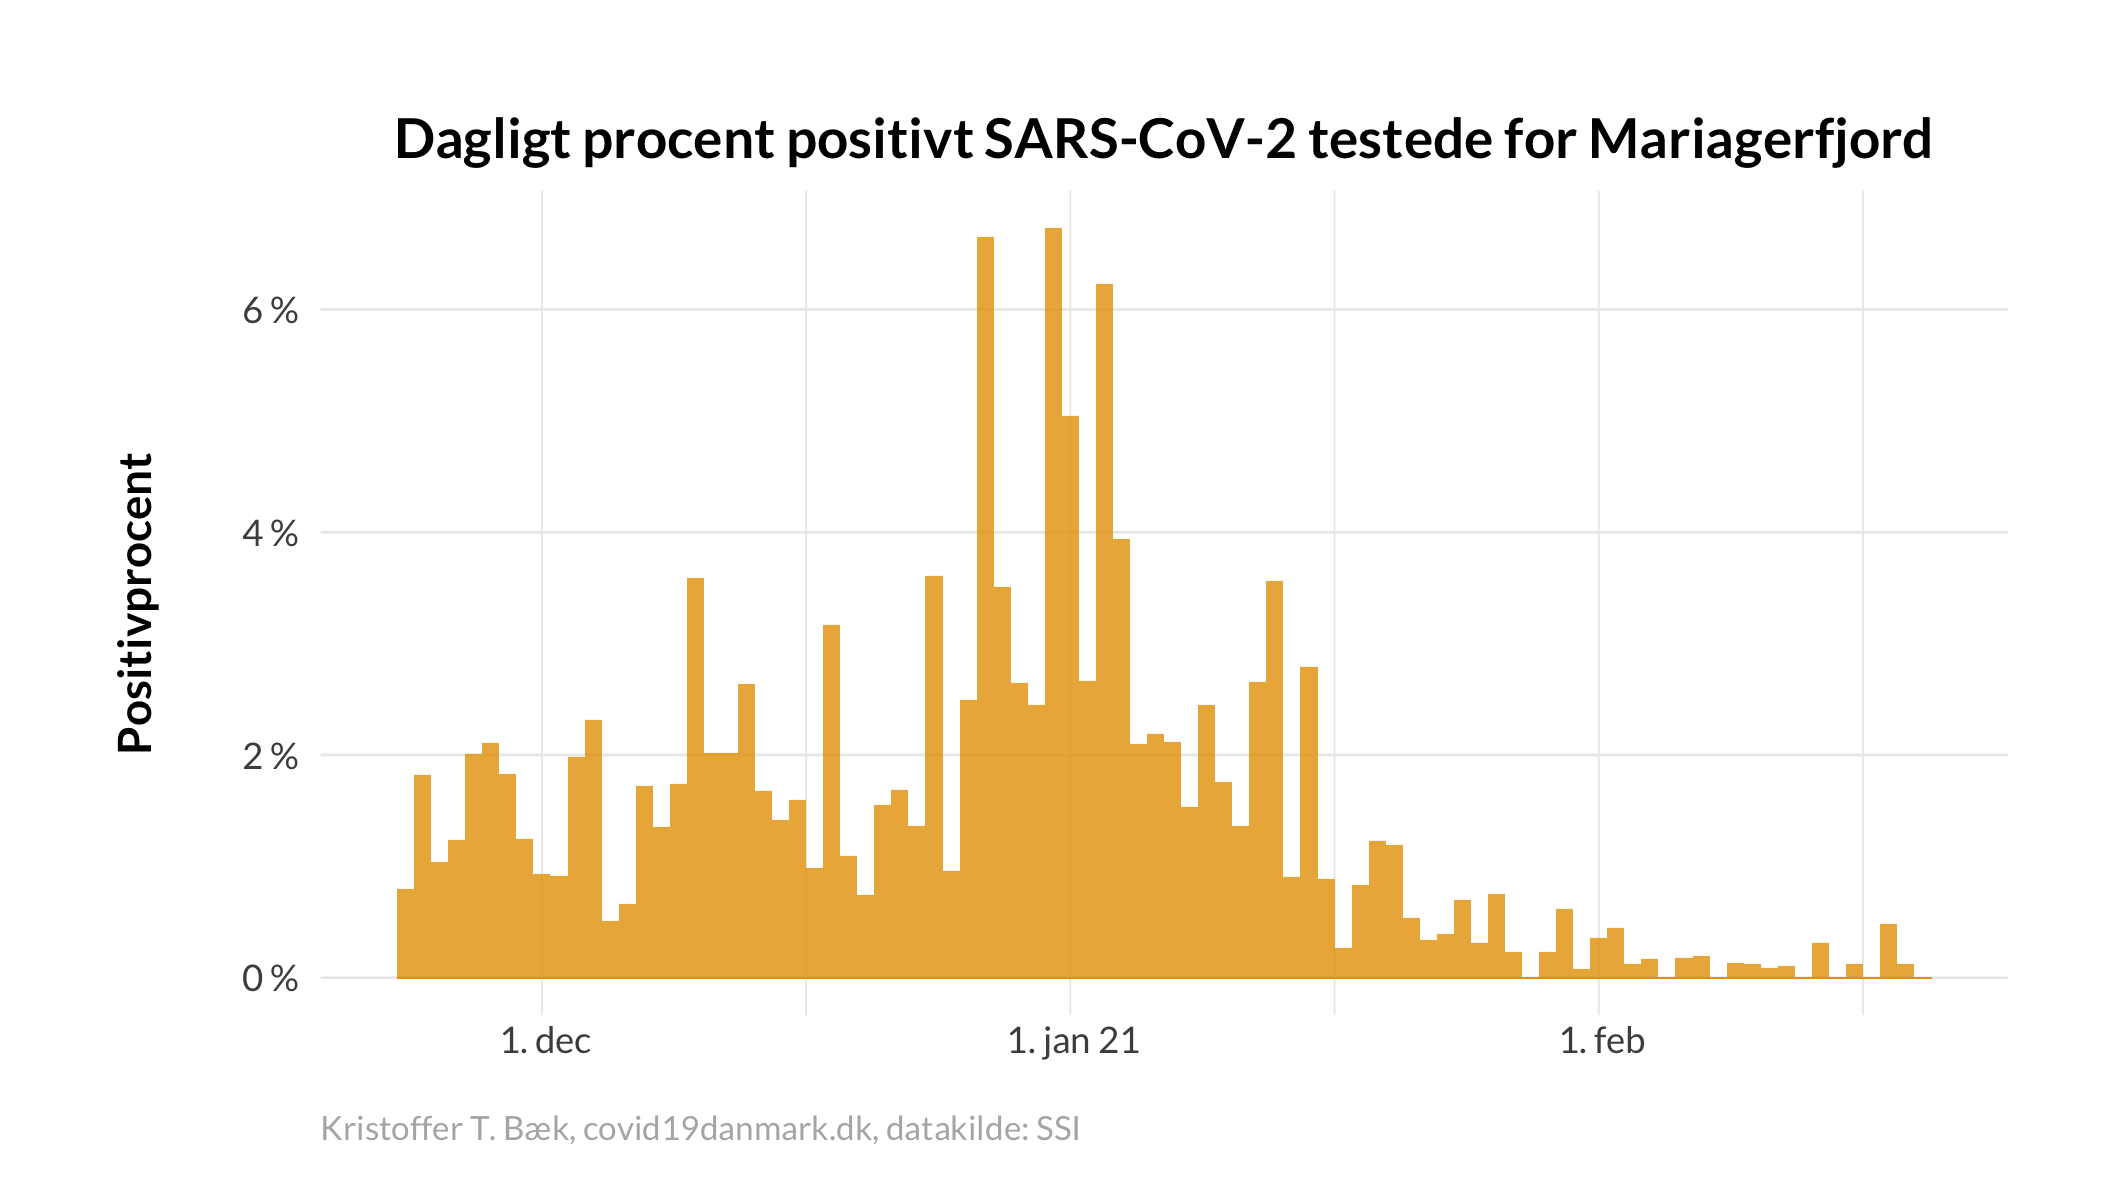 Dagligt procent positivt SARS-CoV-2 testede for Mariagerfjord
Positivprocent
6 %
4 %
2 %
0 %
1. dec
1. jan 21
1. feb
Kristoffer T. Bæk, covid19danmark.dk, datakilde: SSI